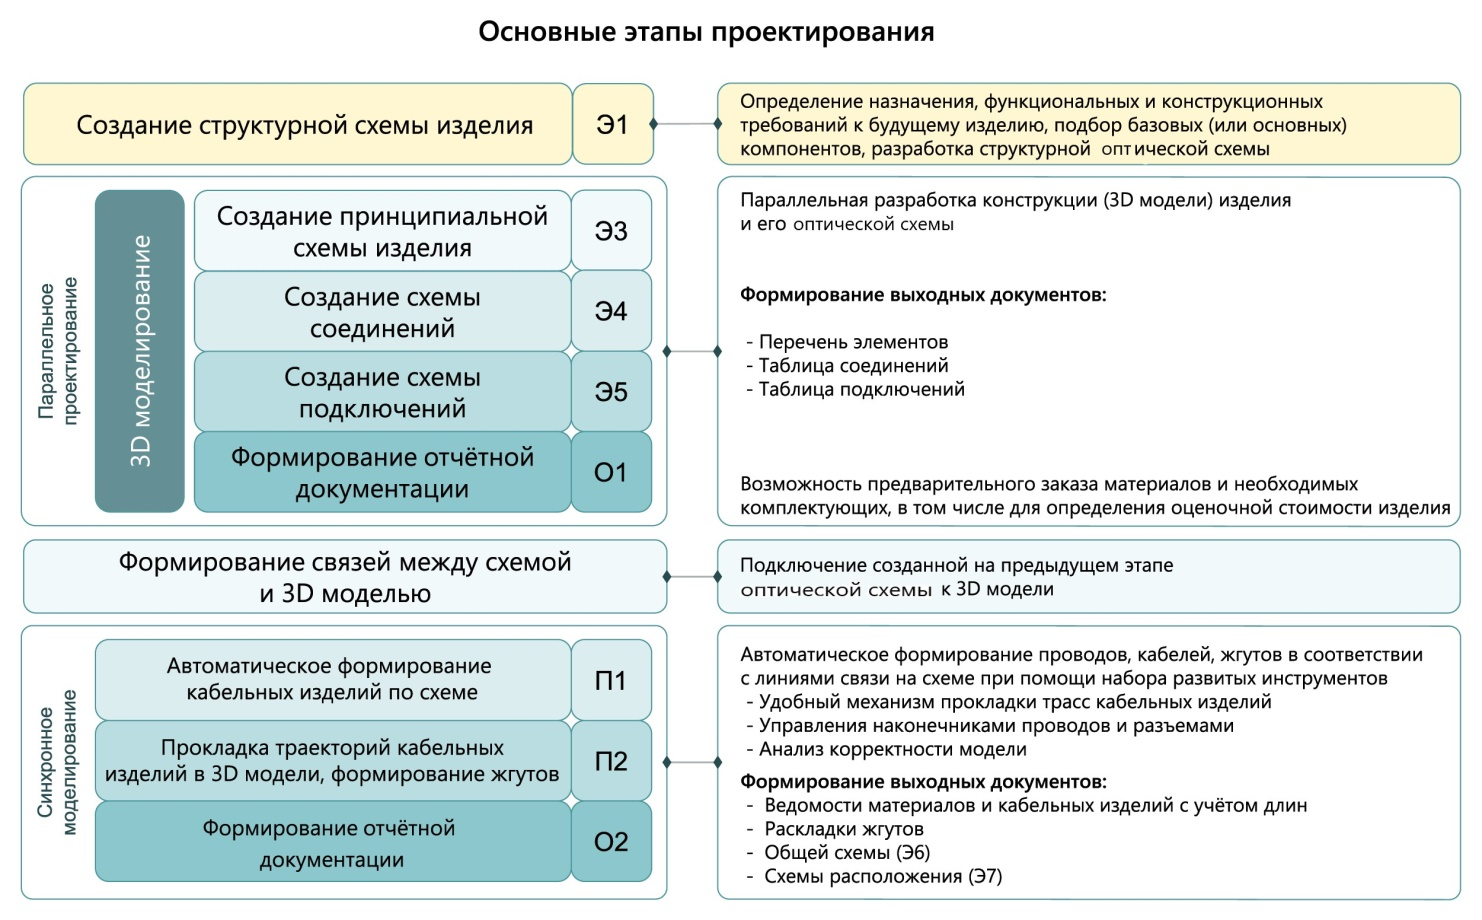 Основные этапы проектирования
Создание структурной схемы изделия
Э1
Определение назначения, функциональных и конструкционных
требований к будущему изделию, подбор базовых (или основных)
компонентов, разработка структурной оптической схемы
Параллельное
проектирование
3D моделирование
Создание принципиальной
схемы изделия
Э3
Создание схемы
соединений
Э4
Создание схемы
подключений
Э5
Формирование отчётной
документации
О1
Параллельная разработка конструкции (3D модели) изделия
и его оптической схемы
Формирование выходных документов:
- Перечень элементов
- Таблица соединений
- Таблица подключений
Возможность предварительного заказа материалов и необходимых
комплектующих, в том числе для определения оценочной стоимости изделия
Формирование связей между схемой
и 3D моделью
Подключение созданной на предыдущем этапе
оптической схемы к 3D модели
Синхронное
моделирование
Автоматическое формирование
кабельных изделий по схеме
П1
Прокладка траекторий кабельных
изделий в 3D модели, формирование жгутов
П2
Формирование отчётной
документации
О2
Автоматическое формирование проводов, кабелей, жгутов в соответствии
с линиями связи на схеме при помощи набора развитых инструментов
- Удобный механизм прокладки трасс кабельных изделий
- Управления наконечниками проводов и разъемами
- Анализ корректности модели
Формирование выходных документов:
- Ведомости материалов и кабельных изделий с учётом длин
- Раскладки жгутов
- Общей схемы (Э6)
- Схемы расположения (Э7)